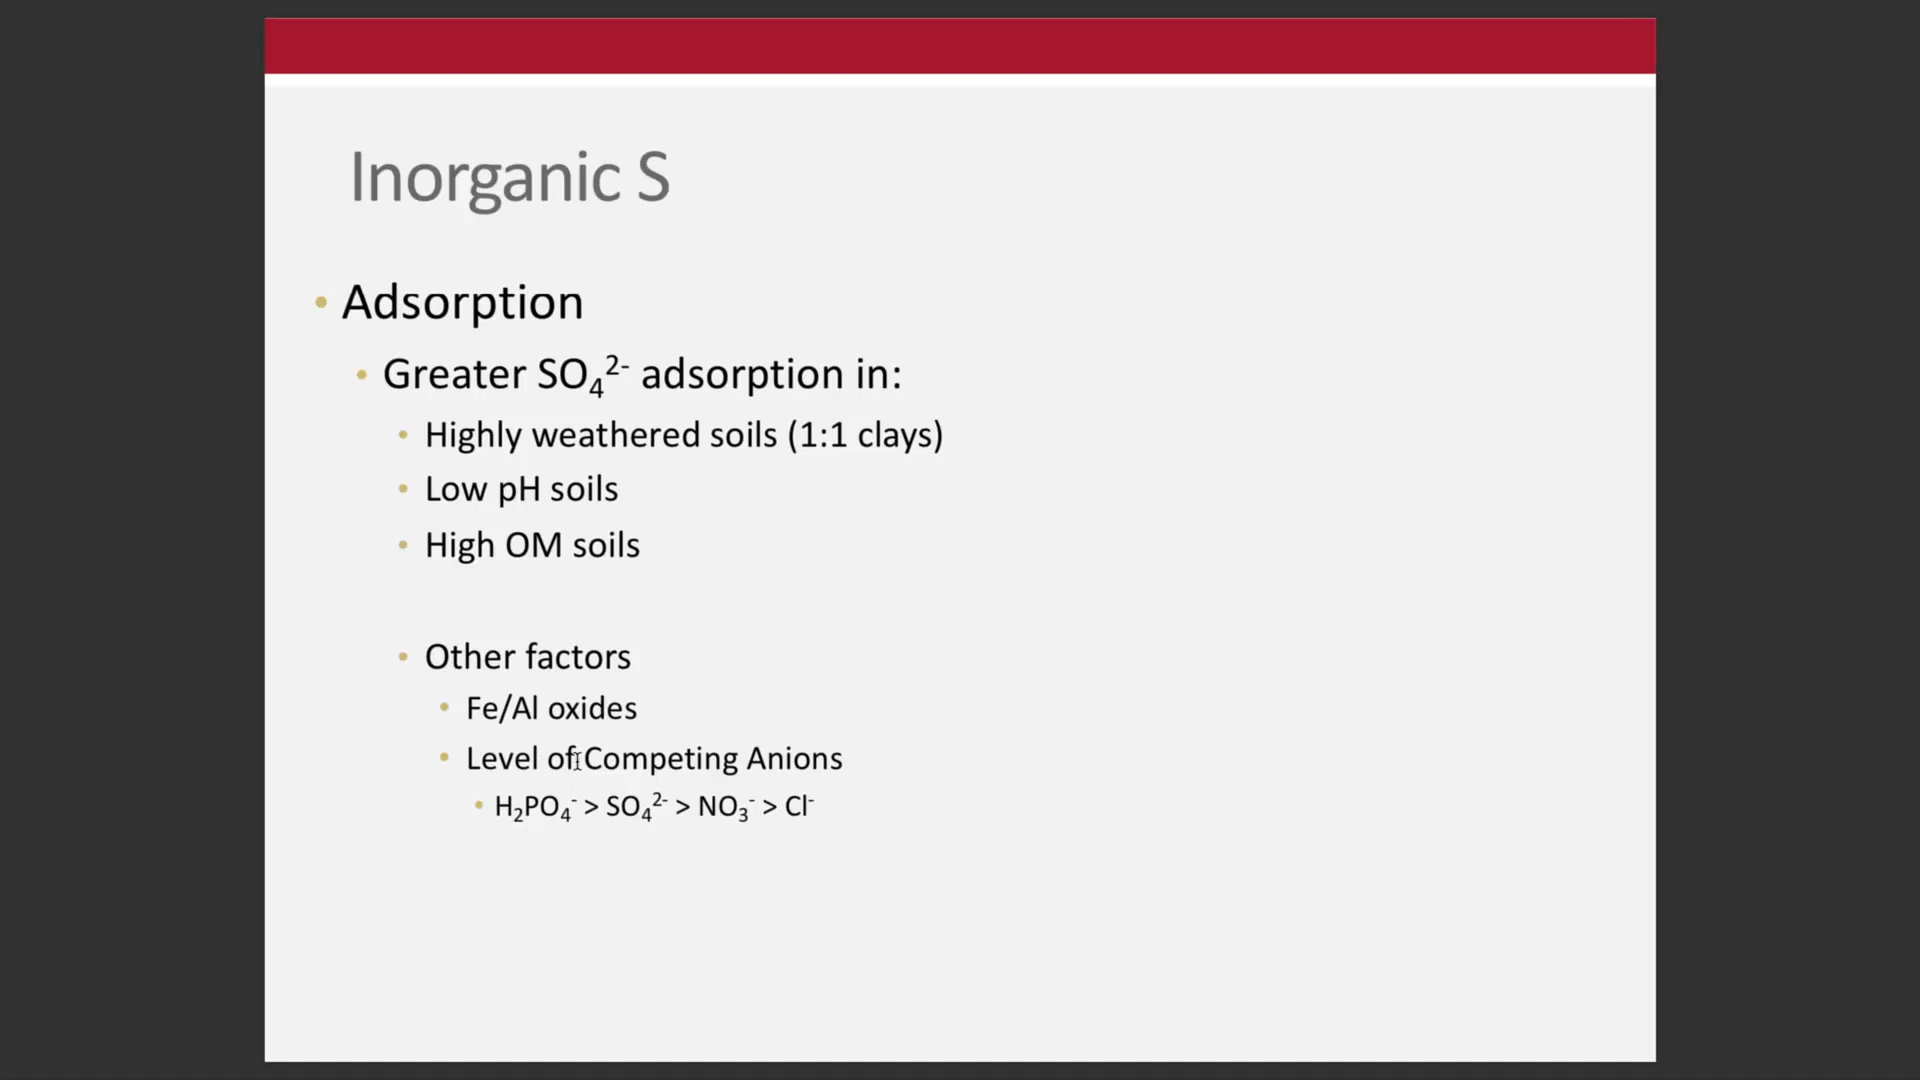 Inorganic S
• Adsorption
• Greater SO₄²⁻ adsorption in:
• Highly weathered soils (1:1 clays)
• Low pH soils
• High OM soils
• Other factors
• Fe/Al oxides
• Level of Competing Anions
• H₂PO₄⁻ > SO₄²⁻ > NO₃⁻ > Cl⁻